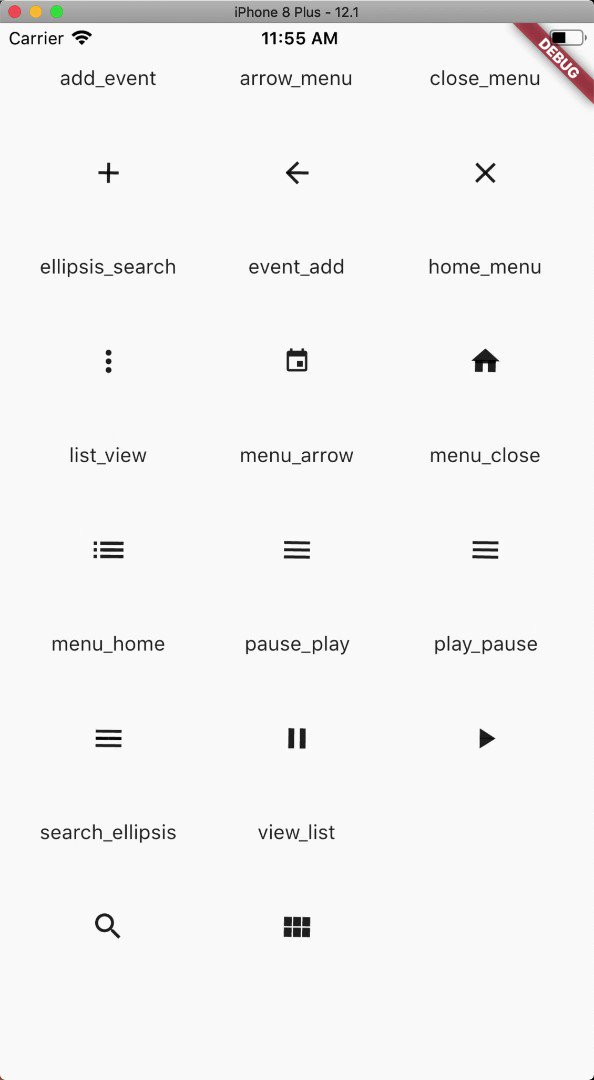 iPhone 8 Plus - 12.1
Carrier 11:55 AM
DEBUG
add_event arrow_menu close_menu
ellipsis_search event_add home_menu
list_view menu_arrow menu_close
menu_home pause_play play_pause
search_ellipsis view_list